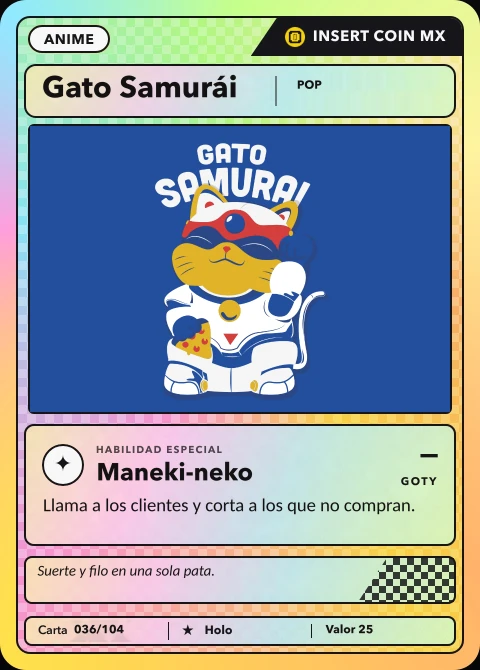 ANIME
INSERT COIN MX
Gato Samurái
POP
GATO
SAMURAI
HABILIDAD ESPECIAL
Maneki-neko
–
GOTY
Llama a los clientes y corta a los que no compran.
Suerte y filo en una sola pata.
Carta 036/104 ★ Holo Valor 25